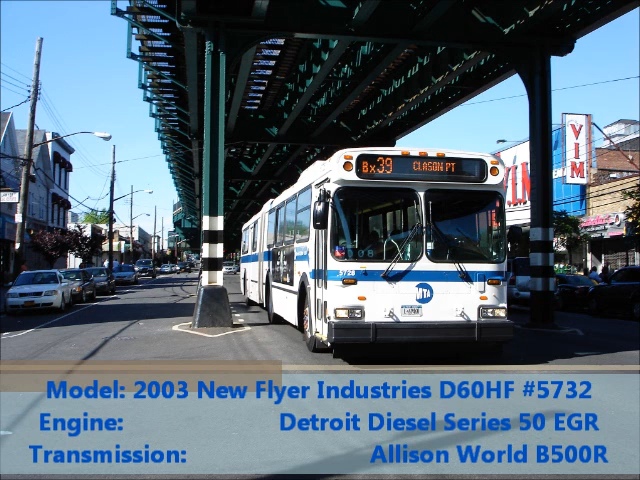 Bx39 CLASON PT
VIM
5728
MTA
Model: 2003 New Flyer Industries D60HF #5732
Engine: Detroit Diesel Series 50 EGR
Transmission: Allison World B500R